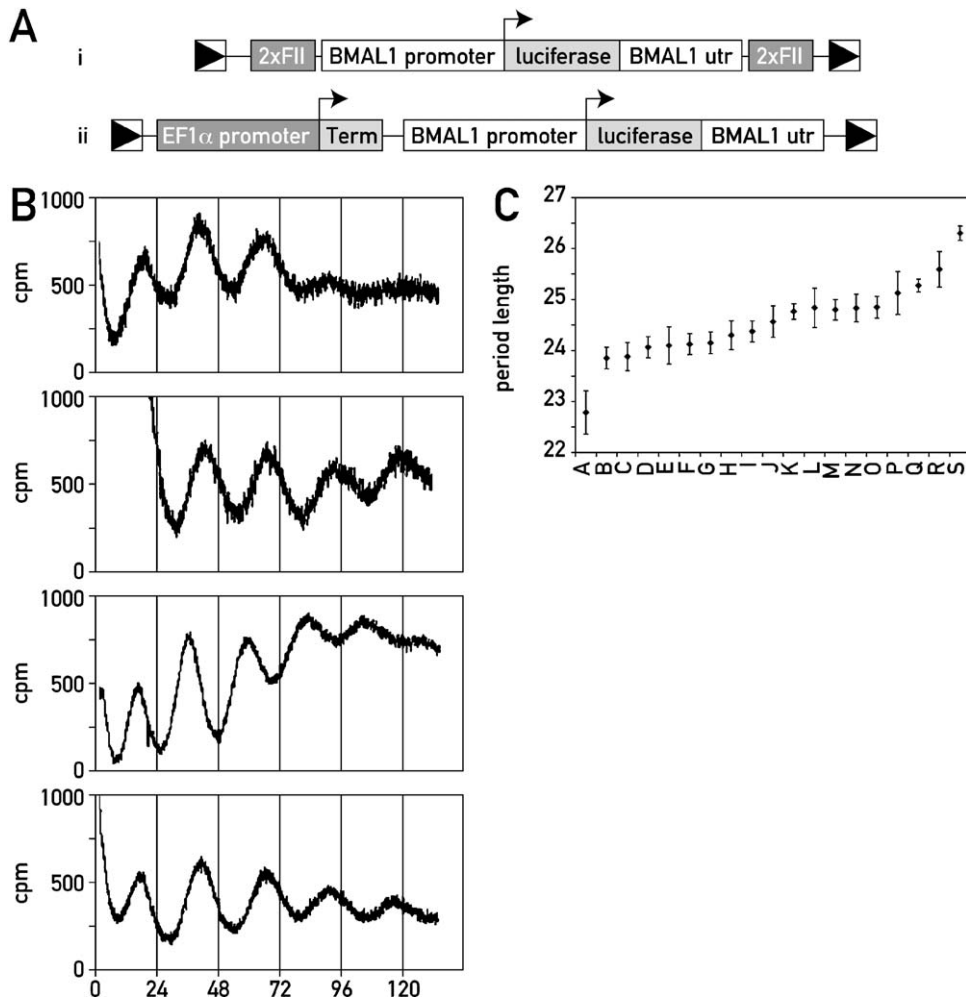 A
i
2xFII BMAL1 promoter luciferase BMAL1 utr 2xFII
ii
EF1α promoter Term BMAL1 promoter luciferase BMAL1 utr
B
1000
cpm
500
0
1000
cpm
500
0
1000
cpm
500
0
1000
cpm
500
0
0 24 48 72 96 120
C
27
26
25
24
23
22
period length
A B C D E F G H I J K L M N O P Q R S